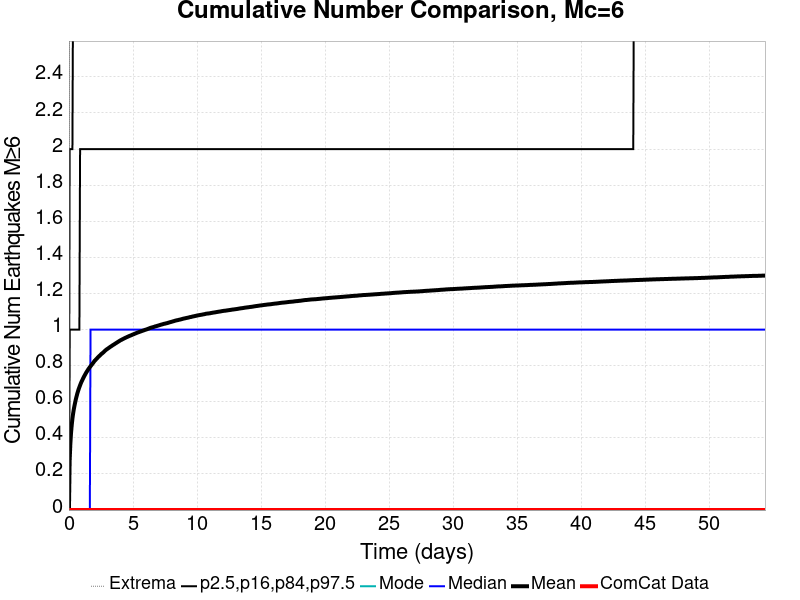 Cumulative Number Comparison, Mc=6
Cumulative Num Earthquakes M≥6
2.4
2.2
2
1.8
1.6
1.4
1.2
1
0.8
0.6
0.4
0.2
0
0 5 10 15 20 25 30 35 40 45 50
Time (days)
Extrema p2.5,p16,p84,p97.5 Mode Median Mean ComCat Data